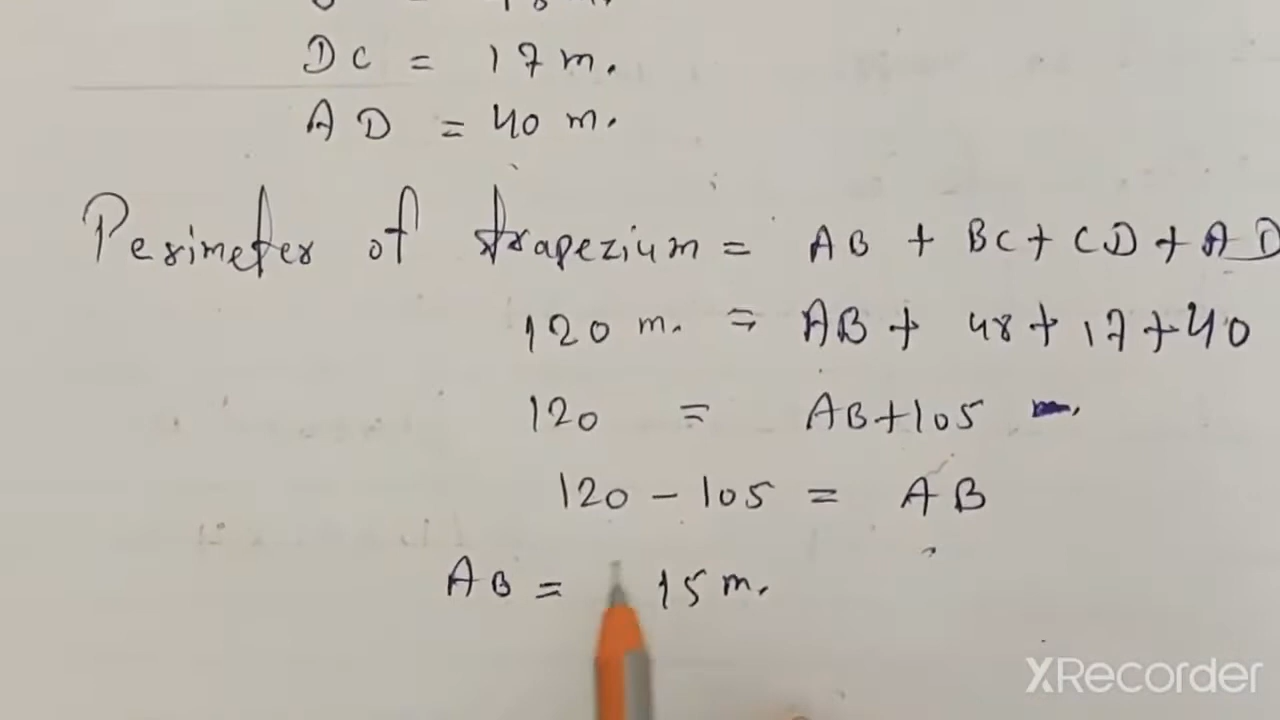 DC = 17 m.
AD = 40 m.
Perimeter of trapezium = AB + BC + CD + AD
120 m. = AB + 48 + 17 + 40
120 = AB + 105 m.
120 - 105 = AB
AB = 15 m.
XRecorder